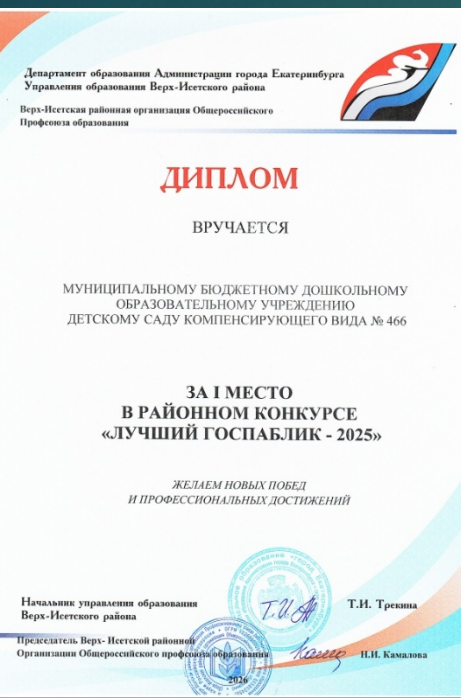 Департамент образования Администрации города Екатеринбурга
Управления образования Верх-Исетского района
Верх-Исетская районная организация Общероссийского
Профсоюза образования
ДИПЛОМ
ВРУЧАЕТСЯ
МУНИЦИПАЛЬНОМУ БЮДЖЕТНОМУ ДОШКОЛЬНОМУ
ОБРАЗОВАТЕЛЬНОМУ УЧРЕЖДЕНИЮ
ДЕТСКОМУ САДУ КОМПЕНСИРУЮЩЕГО ВИДА № 466
ЗА I МЕСТО
В РАЙОННОМ КОНКУРСЕ
«ЛУЧШИЙ ГОСПАБЛИК - 2025»
ЖЕЛАЕМ НОВЫХ ПОБЕД
И ПРОФЕССИОНАЛЬНЫХ ДОСТИЖЕНИЙ
Начальник управления образования
Верх-Исетского района
Т.И. Трекина
Председатель Верх- Исетской районной
Организации Общероссийского профсоюза образования
Н.И. Камалова
2026